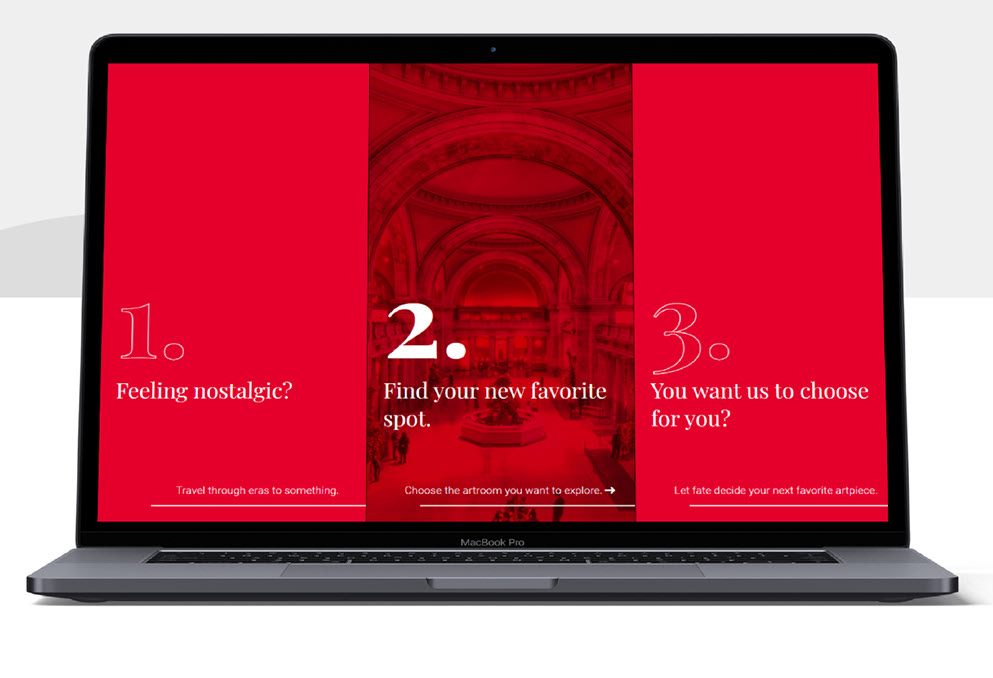 1.
Feeling nostalgic?
Travel through eras to something.
2.
Find your new favorite
spot.
Choose the artroom you want to explore. →
3.
You want us to choose
for you?
Let fate decide your next favorite artpiece.
MacBook Pro